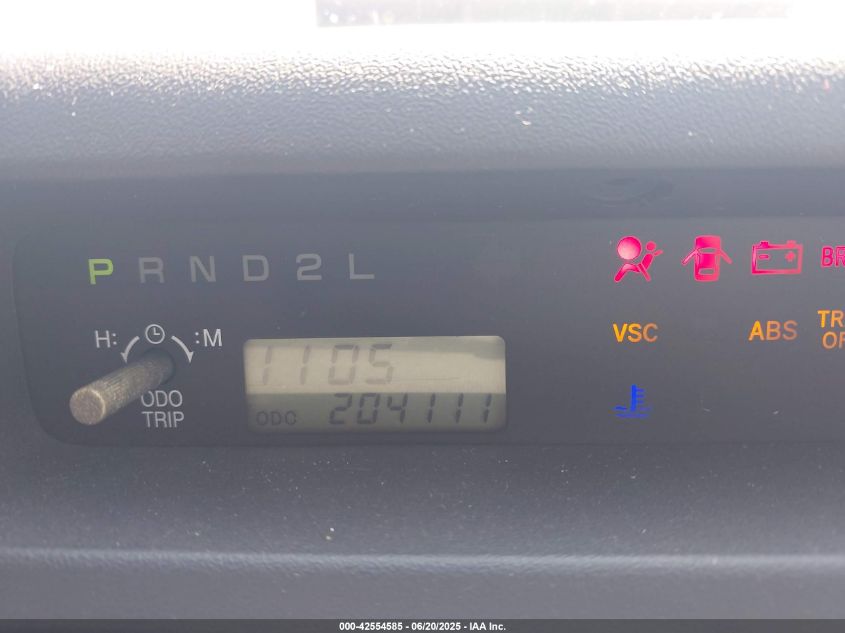 P R N D 2 L
H: :M
1105
ODO
TRIP
ODO 204111
VSC ABS
000-42554585 - 06/20/2025 - IAA Inc.